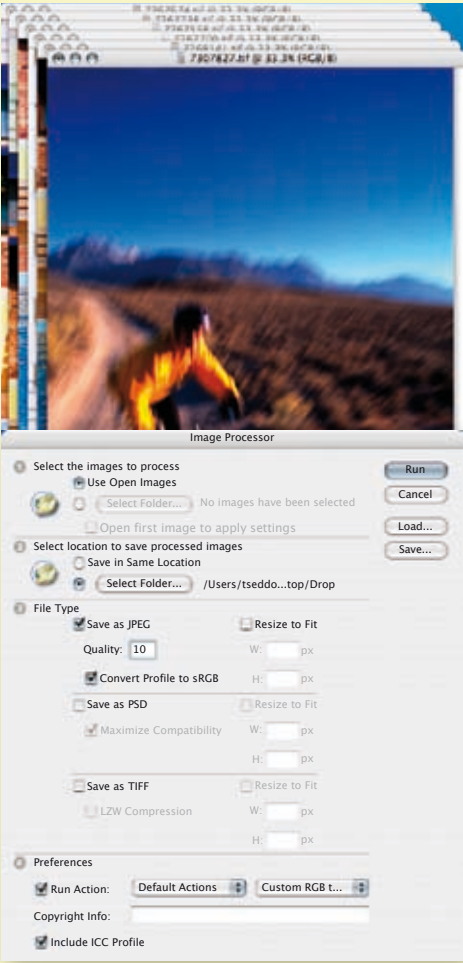 7307827.tif @ 33.3% (RGB/8)
Image Processor
Select the images to process
Use Open Images
Run
Select Folder... No images have been selected
Cancel
Open first image to apply settings
Load...
Select location to save processed images
Save...
Save in Same Location
Select Folder... /Users/tseddo...top/Drop
File Type
Save as JPEG Resize to Fit
Quality: 10 W: px
Convert Profile to sRGB H: px
Save as PSD Resize to Fit
Maximize Compatibility W: px
H: px
Save as TIFF Resize to Fit
LZW Compression W: px
H: px
Preferences
Run Action: Default Actions Custom RGB t...
Copyright Info:
Include ICC Profile